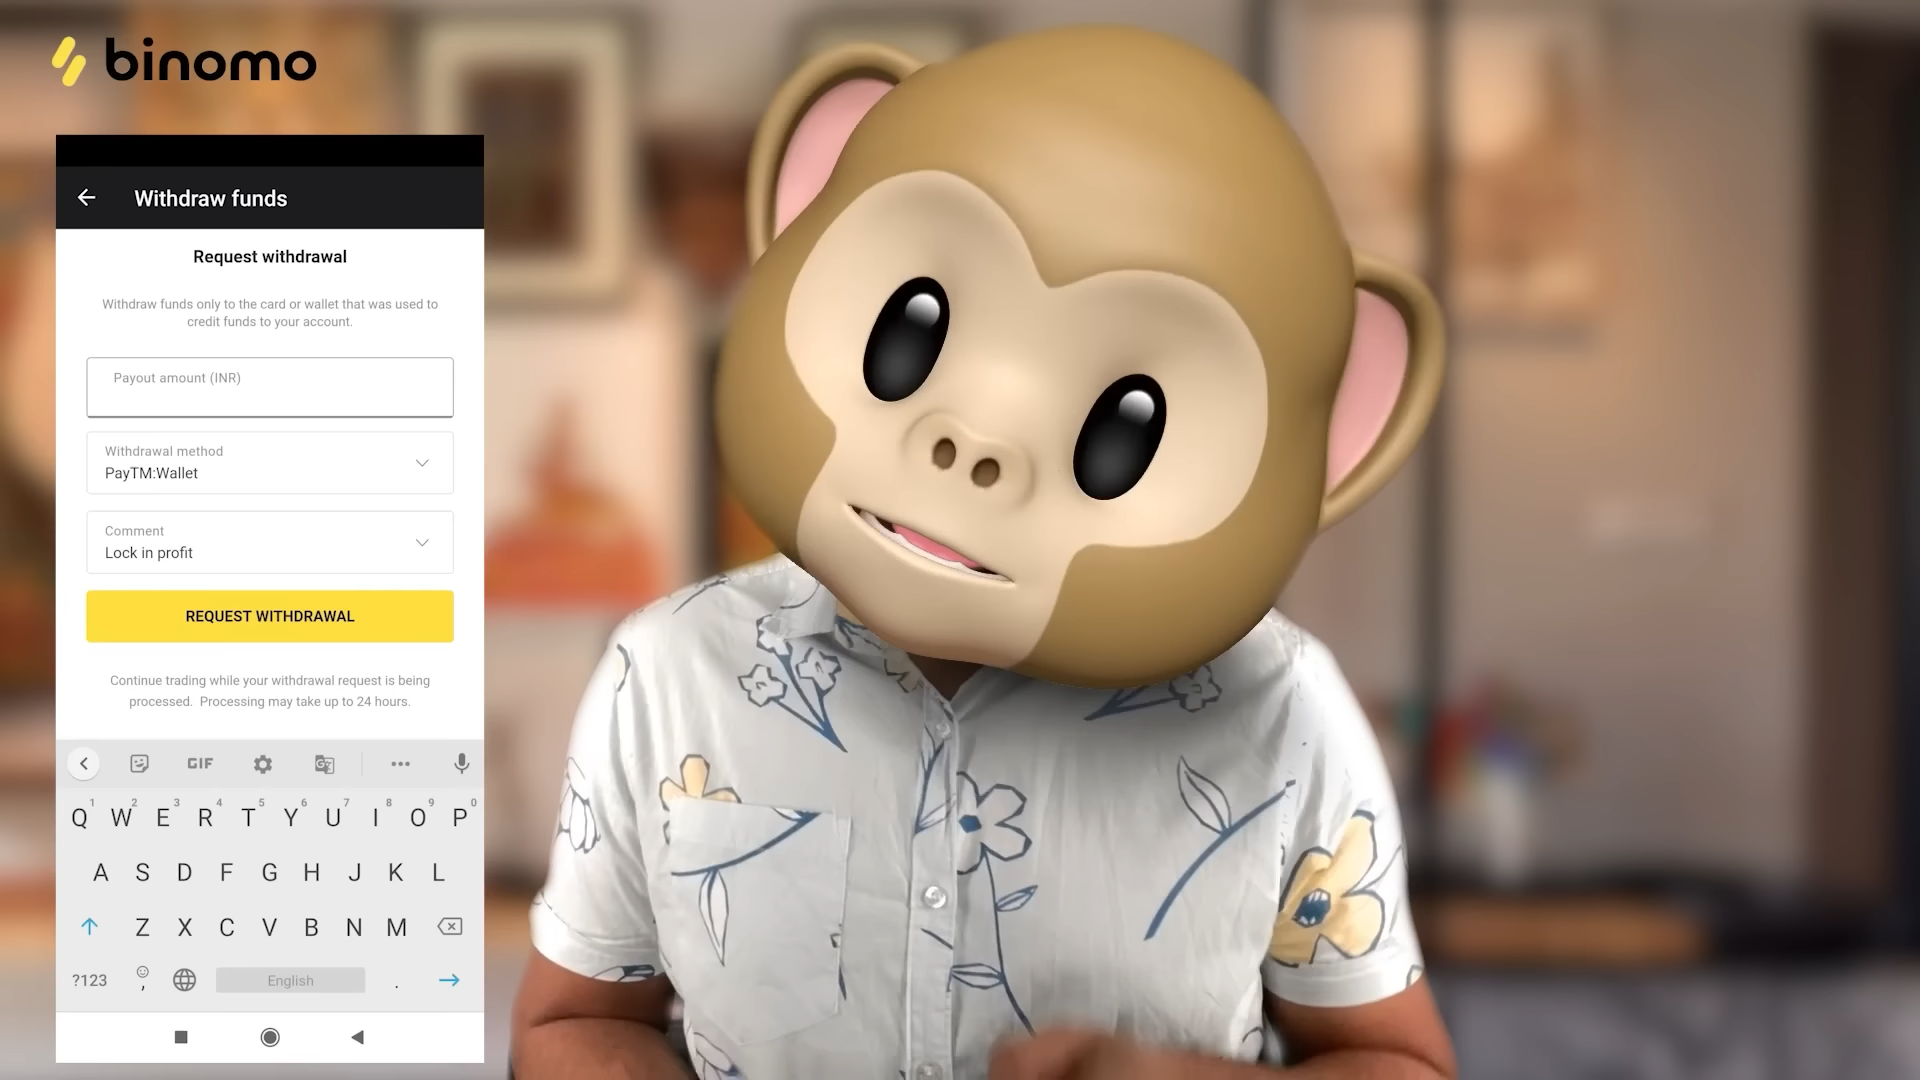 binomo
Withdraw funds
Request withdrawal
Withdraw funds only to the card or wallet that was used to
credit funds to your account.
Payout amount (INR)
Withdrawal method
PayTM:Wallet
Comment
Lock in profit
REQUEST WITHDRAWAL
Continue trading while your withdrawal request is being
processed. Processing may take up to 24 hours.
GIF
1 2 3 4 5 6 7 8 9 0
Q W E R T Y U I O P
A S D F G H J K L
Z X C V B N M
?123 , English .